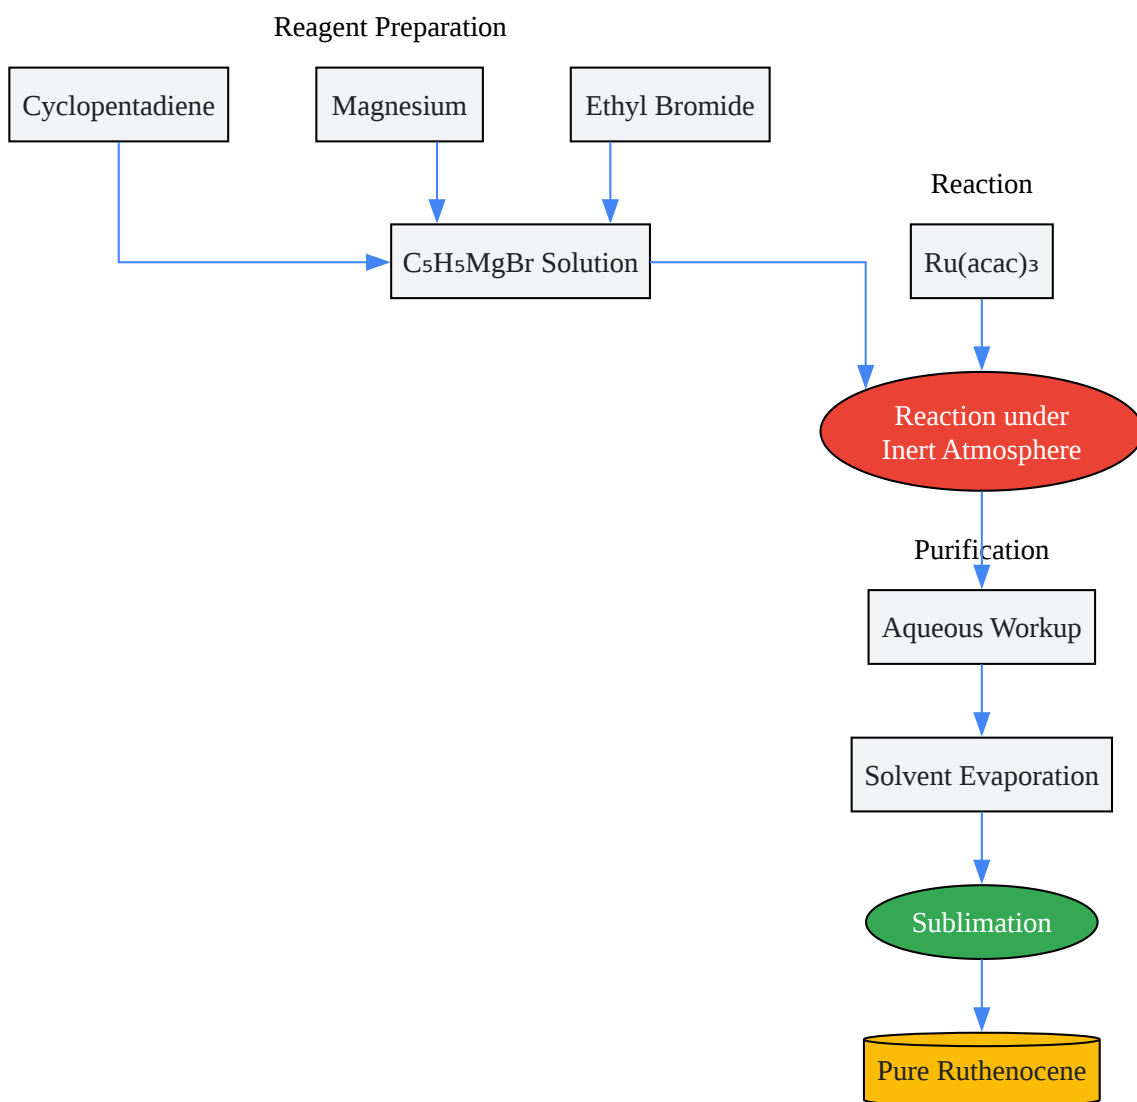 Reagent Preparation
Cyclopentadiene
Magnesium
Ethyl Bromide
Reaction
C₅H₅MgBr Solution
Ru(acac)₃
Reaction under
Inert Atmosphere
Purification
Aqueous Workup
Solvent Evaporation
Sublimation
Pure Ruthenocene